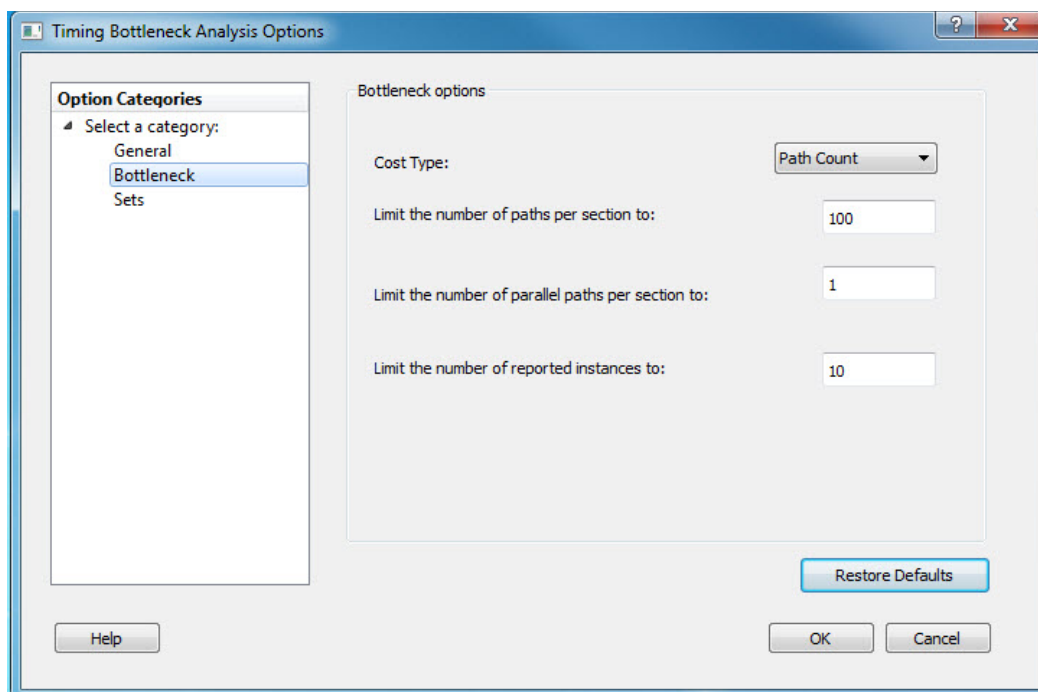 Timing Bottleneck Analysis Options
?
X
Option Categories
Select a category:
General
Bottleneck
Sets
Bottleneck options
Cost Type:
Path Count
Limit the number of paths per section to:
100
Limit the number of parallel paths per section to:
1
Limit the number of reported instances to:
10
Restore Defaults
Help
OK
Cancel